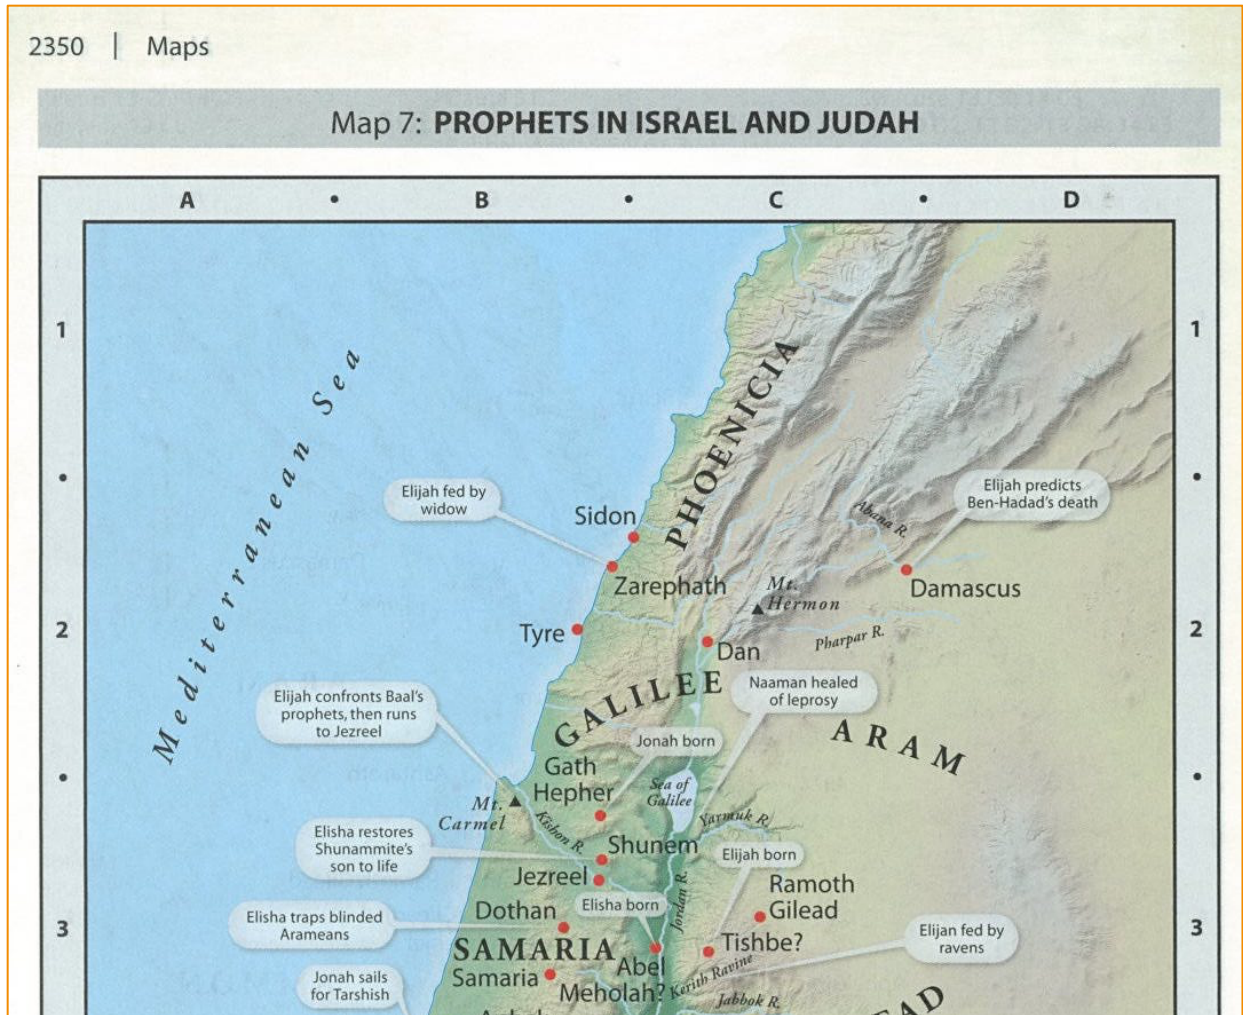 2350 | Maps
Map 7: PROPHETS IN ISRAEL AND JUDAH
A • B • C • D
1
1
Mediterranean Sea
PHOENICIA
•
•
Elijah fed by
widow
Elijah predicts
Ben-Hadad's death
Sidon
Abana R.
Zarephath
Damascus
Mt.
Hermon
2
2
Tyre
Pharpar R.
Dan
GALILEE
Naaman healed
of leprosy
Elijah confronts Baal's
prophets, then runs
to Jezreel
ARAM
Jonah born
•
•
Gath
Hepher
Sea of
Galilee
Mt.
Carmel
Kishon R.
Yarmuk R.
Elisha restores
Shunammite's
son to life
Shunem
Elijah born
Jezreel
Ramoth
Gilead
Jordan R.
Elisha born
Dothan
Elisha traps blinded
Arameans
3
3
Elijan fed by
ravens
SAMARIA
Tishbe?
Samaria
Abel
Meholah?
Kerith Ravine
Jonah sails
for Tarshish
Jabbok R.
EAD